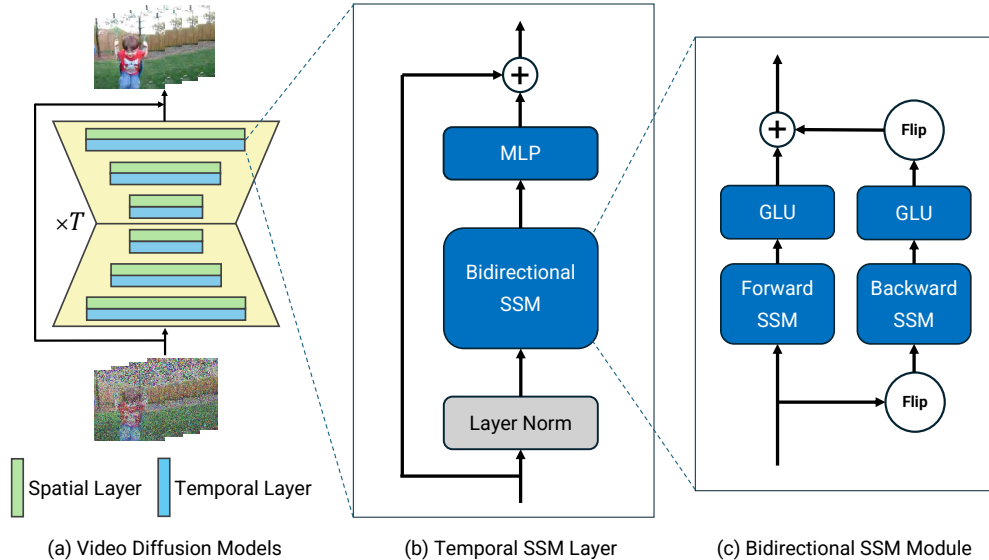 ×T
Spatial Layer
Temporal Layer
(a) Video Diffusion Models
+
MLP
Bidirectional
SSM
Layer Norm
(b) Temporal SSM Layer
+
Flip
GLU
GLU
Forward
SSM
Backward
SSM
Flip
(c) Bidirectional SSM Module